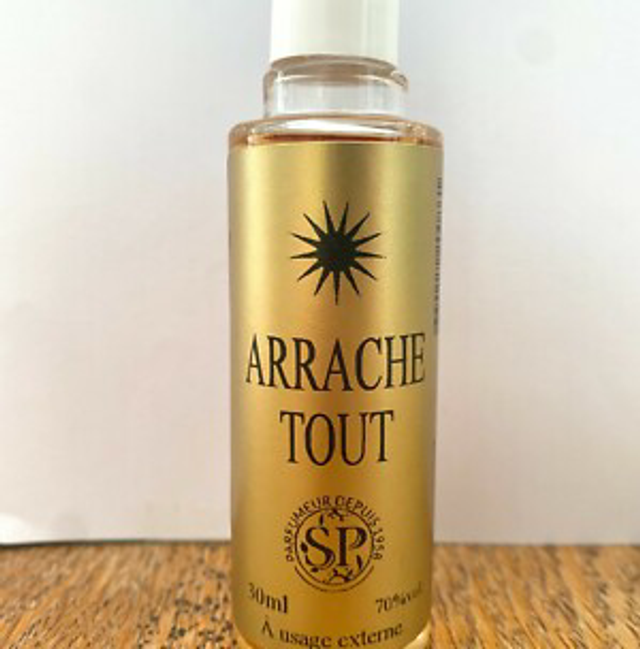 ARRACHE
TOUT
PARFUMEUR DEPUIS 1958
SP
30ml 70%vol.
À usage externe